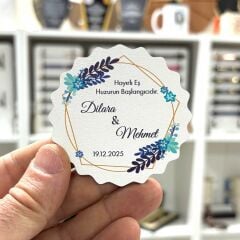 Hayırlı Eş
Huzurun Başlangıcıdır.
Dilara
&
Mehmet
19.12.2025